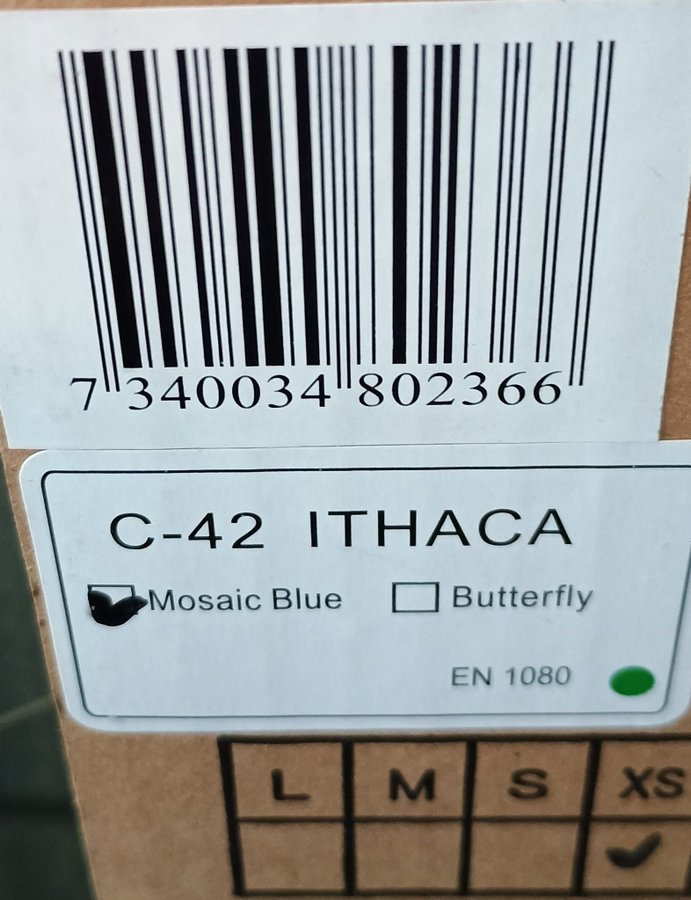 7 340034 802366
C-42 ITHACA
Mosaic Blue Butterfly
EN 1080
L M S XS